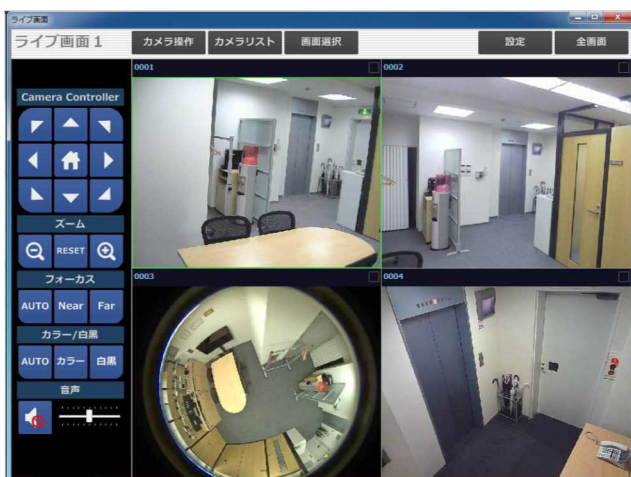 ライブ画面
ライブ画面 1
カメラ操作
カメラリスト
画面選択
設定
全画面
0001
0002
Camera Controller
ズーム
RESET
フォーカス
AUTO
Near
Far
カラー/白黒
AUTO
カラー
白黒
音声
0003
0004